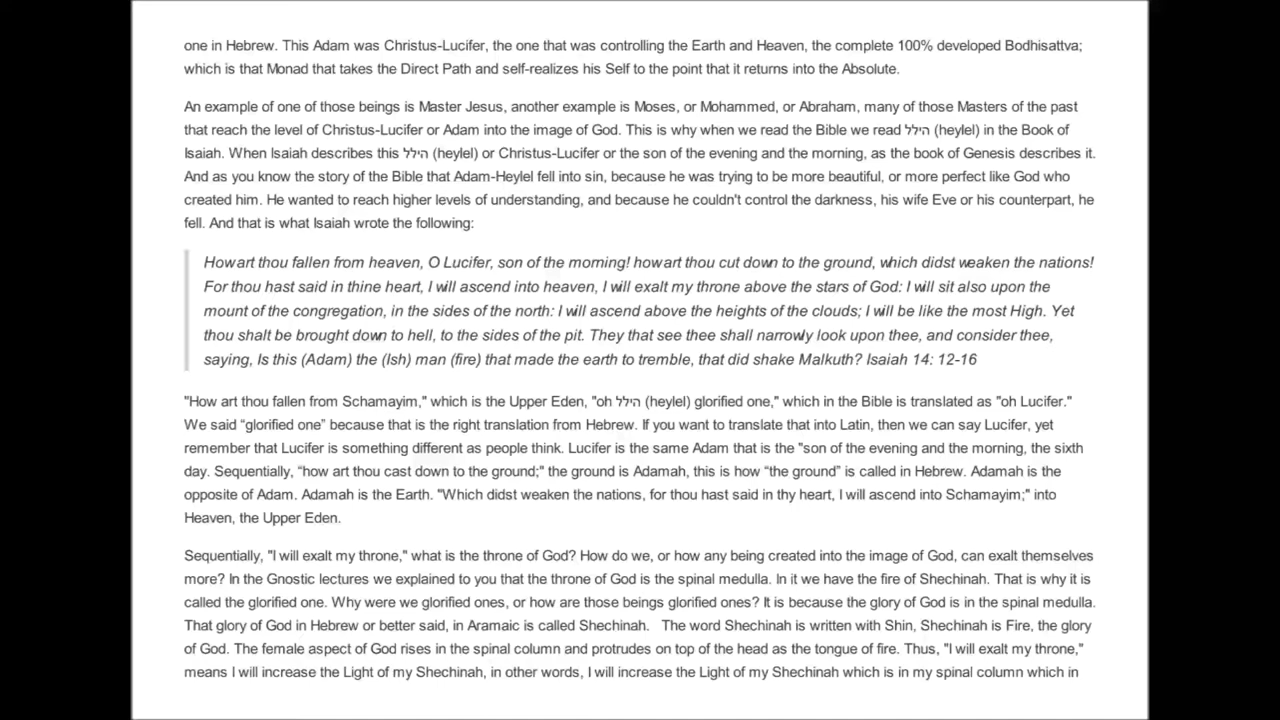 one in Hebrew. This Adam was Christus-Lucifer, the one that was controlling the Earth and Heaven, the complete 100% developed Bodhisattva;
which is that Monad that takes the Direct Path and self-realizes his Self to the point that it returns into the Absolute.
An example of one of those beings is Master Jesus, another example is Moses, or Mohammed, or Abraham, many of those Masters of the past
that reach the level of Christus-Lucifer or Adam into the image of God. This is why when we read the Bible we read הילל (heylel) in the Book of
Isaiah. When Isaiah describes this הילל (heylel) or Christus-Lucifer or the son of the evening and the morning, as the book of Genesis describes it.
And as you know the story of the Bible that Adam-Heylel fell into sin, because he was trying to be more beautiful, or more perfect like God who
created him. He wanted to reach higher levels of understanding, and because he couldn't control the darkness, his wife Eve or his counterpart, he
fell. And that is what Isaiah wrote the following:
How art thou fallen from heaven, O Lucifer, son of the morning! how art thou cut down to the ground, which didst weaken the nations!
For thou hast said in thine heart, I will ascend into heaven, I will exalt my throne above the stars of God: I will sit also upon the
mount of the congregation, in the sides of the north: I will ascend above the heights of the clouds; I will be like the most High. Yet
thou shalt be brought down to hell, to the sides of the pit. They that see thee shall narrowly look upon thee, and consider thee,
saying, Is this (Adam) the (Ish) man (fire) that made the earth to tremble, that did shake Malkuth? Isaiah 14: 12-16
"How art thou fallen from Schamayim," which is the Upper Eden, "oh הילל (heylel) glorified one," which in the Bible is translated as "oh Lucifer."
We said “glorified one” because that is the right translation from Hebrew. If you want to translate that into Latin, then we can say Lucifer, yet
remember that Lucifer is something different as people think. Lucifer is the same Adam that is the "son of the evening and the morning, the sixth
day. Sequentially, “how art thou cast down to the ground;" the ground is Adamah, this is how “the ground” is called in Hebrew. Adamah is the
opposite of Adam. Adamah is the Earth. "Which didst weaken the nations, for thou hast said in thy heart, I will ascend into Schamayim;" into
Heaven, the Upper Eden.
Sequentially, "I will exalt my throne," what is the throne of God? How do we, or how any being created into the image of God, can exalt themselves
more? In the Gnostic lectures we explained to you that the throne of God is the spinal medulla. In it we have the fire of Shechinah. That is why it is
called the glorified one. Why were we glorified ones, or how are those beings glorified ones? It is because the glory of God is in the spinal medulla.
That glory of God in Hebrew or better said, in Aramaic is called Shechinah. The word Shechinah is written with Shin, Shechinah is Fire, the glory
of God. The female aspect of God rises in the spinal column and protrudes on top of the head as the tongue of fire. Thus, "I will exalt my throne,"
means I will increase the Light of my Shechinah, in other words, I will increase the Light of my Shechinah which is in my spinal column which in